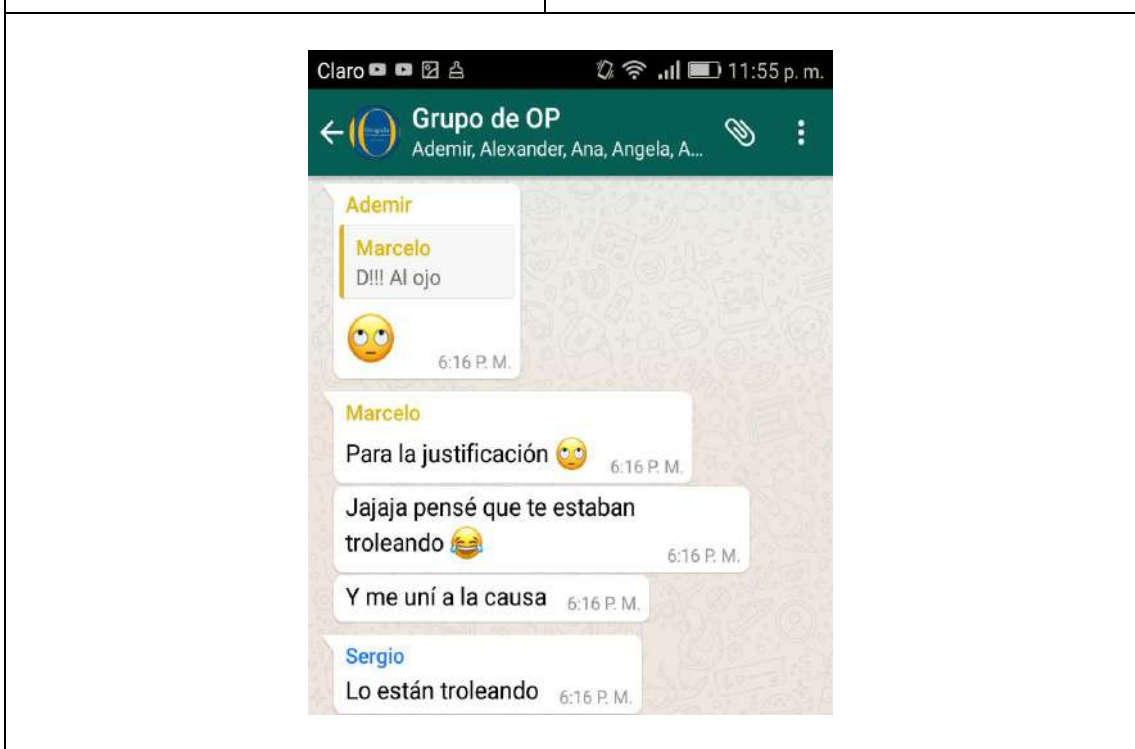 Claro 11:55 p. m.
Grupo de OP
Ademir, Alexander, Ana, Angela, A...
Ademir
Marcelo
D!!! Al ojo
🙄
6:16 P. M.
Marcelo
Para la justificación 🙄 6:16 P. M.
Jajaja pensé que te estaban
troleando 😂 6:16 P. M.
Y me uní a la causa 6:16 P. M.
Sergio
Lo están troleando 6:16 P. M.